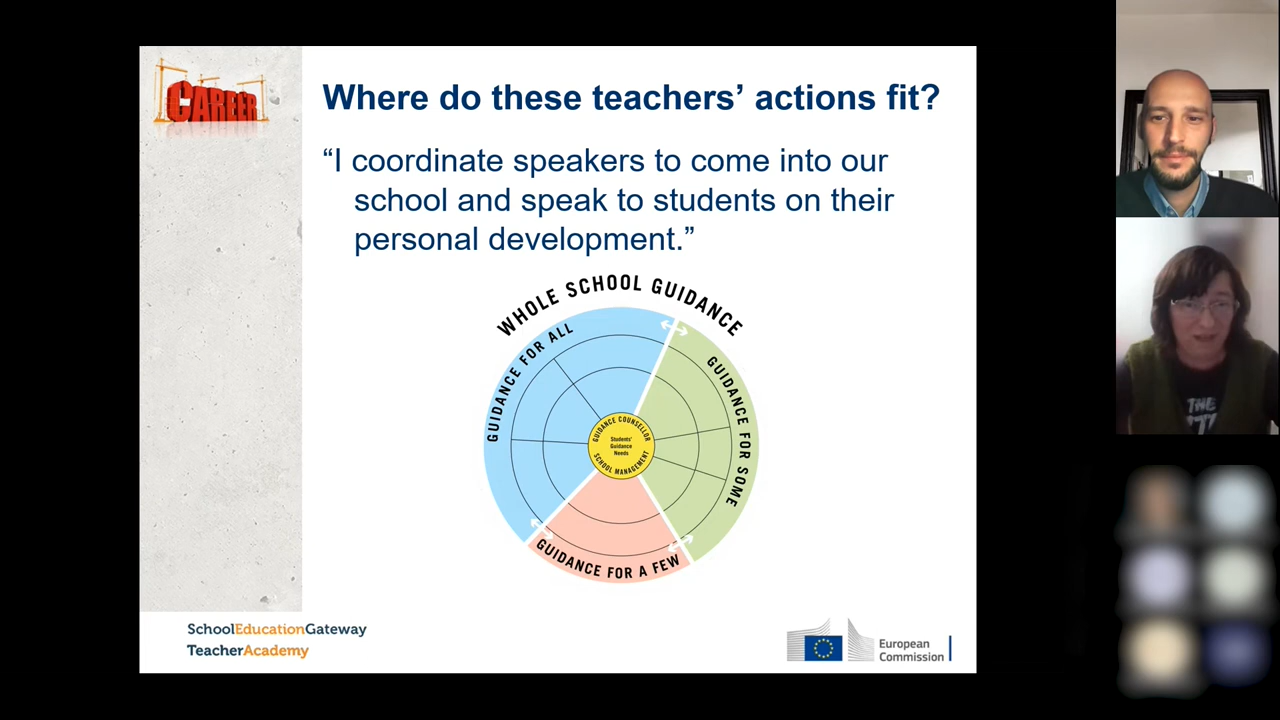 CAREER
Where do these teachers’ actions fit?
“I coordinate speakers to come into our
school and speak to students on their
personal development.”
WHOLE SCHOOL GUIDANCE
GUIDANCE FOR ALL
GUIDANCE FOR SOME
GUIDANCE COUNSELLOR
Students'
Guidance
Needs
SCHOOL MANAGEMENT
GUIDANCE FOR A FEW
SchoolEducationGateway
TeacherAcademy
European
Commission
THE